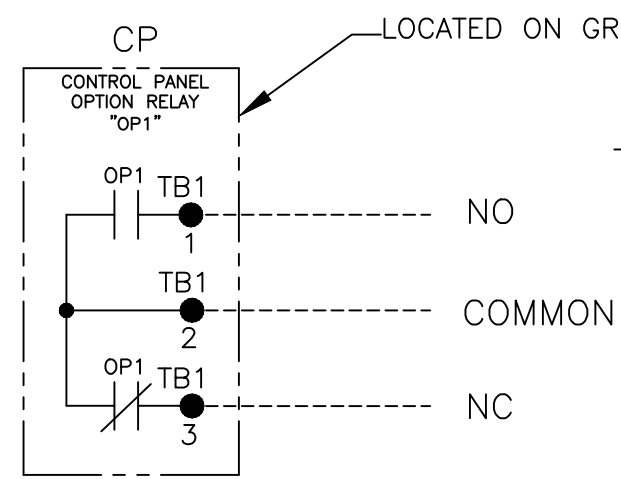 LOCATED ON GR
CP
CONTROL PANEL
OPTION RELAY
"OP1"
OP1
TB1
1
NO
TB1
2
COMMON
OP1
TB1
3
NC